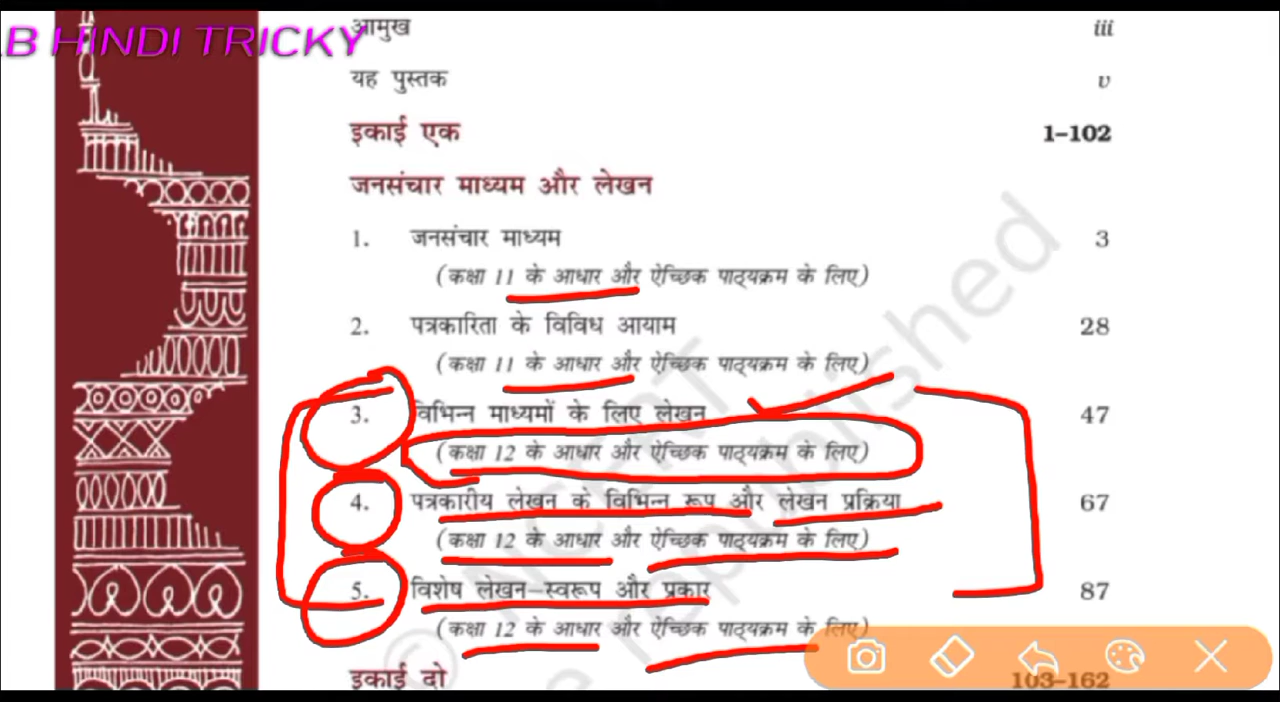 AB HINDI TRICKY
आमुख iii
यह पुस्तक v
इकाई एक 1–102
जनसंचार माध्यम और लेखन
1. जनसंचार माध्यम 3
(कक्षा 11 के आधार और ऐच्छिक पाठ्यक्रम के लिए)
2. पत्रकारिता के विविध आयाम 28
(कक्षा 11 के आधार और ऐच्छिक पाठ्यक्रम के लिए)
3. विभिन्न माध्यमों के लिए लेखन 47
(कक्षा 12 के आधार और ऐच्छिक पाठ्यक्रम के लिए)
4. पत्रकारीय लेखन के विभिन्न रूप और लेखन प्रक्रिया 67
(कक्षा 12 के आधार और ऐच्छिक पाठ्यक्रम के लिए)
5. विशेष लेखन–स्वरूप और प्रकार 87
(कक्षा 12 के आधार और ऐच्छिक पाठ्यक्रम के लिए)
इकाई दो 103–162
© NCERT
be republished